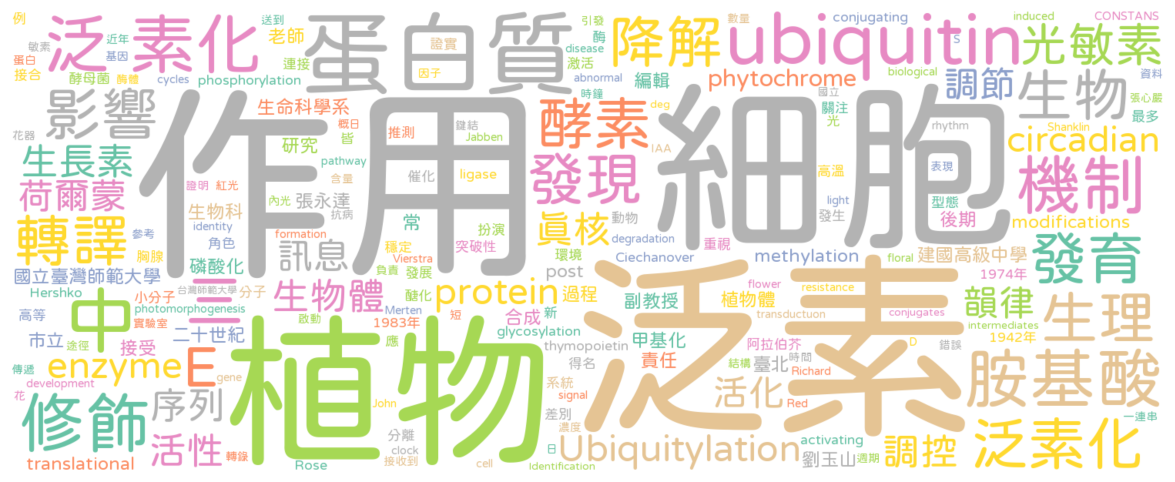 例
泛素化
近年
送到
老師
蛋白質
證實
引發
酶
降解
ubiquitin
conjugating
S
induced
CONSTANS
敏素
基因
連接
因子
disease
激活
光敏素
蛋白
接合
酵母菌
酶體
cycles
phosphorylation
abnormal
時鐘
編輯
phytochrome
biological
資料
影響
生命科學系
概日
作用
細胞
deg
國立
數量
關注
光
調節
生物
張心嚴
最多
花器
研究
皆
推測
鍵結
Jabben
酵素
IAA
rhythm
Shanklin
circadian
生長素
pathway
含量
催化
ligase
發現
高溫
表現
機制
荷爾蒙
證明
紅光
內光
張永達
抗病
light
型態
生物科
常
扮演
動物
發生
後期
轉譯
參考
identity
角色
formation
穩定
突破性
真核
degradation
重視
floral
modifications
胸腺
訊息
Vierstra
環境
Ciechanover
建國高級中學
發育
國立臺灣師範大學
磷酸化
負責
發展
post
methylation
1974年
Hershko
小分子
台灣師範大學
分子
生物體
醣化
protein
過程
副教授
植物體
flower
resistance
韻律
中
三
photomorphogenesis
啟動
Merten
短
合成
新
transductuon
conjugates
生理
高等
實驗室
1983年
glycosylation
甲基化
intermediates
市立
途徑
二十世紀
應
thymopoietin
阿拉伯芥
D
錯誤
1942年
接受
植物
泛素
得名
責任
結構
臺北
時間
傳遞
enzyme
E
系統
Richard
胺基酸
development
gene
John
signal
活化
Red
花
修飾
序列
差別
濃度
一連串
分離
Ubiquitylation
activating
調控
泛素化
活性
轉錄
clock
日
劉玉山
週期
translational
Rose
接收到
cell
Identification